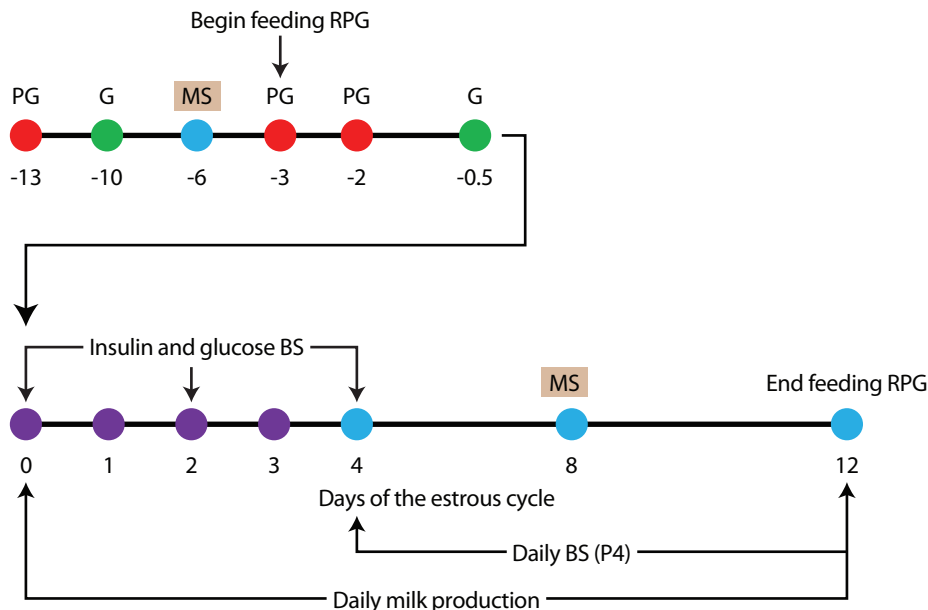 Begin feeding RPG
PG G MS PG PG G
-13 -10 -6 -3 -2 -0.5
Insulin and glucose BS
MS
End feeding RPG
0 1 2 3 4 8 12
Days of the estrous cycle
Daily BS (P4)
Daily milk production